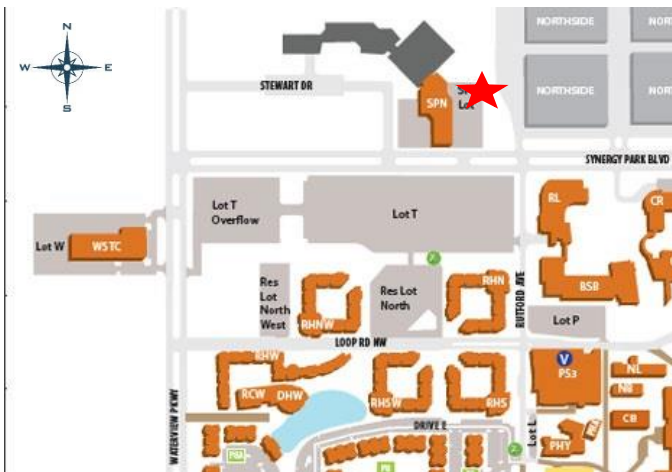 N
W E
S
NORTHSIDE
STEWART DR
NORTHSIDE
SPN
Lot
SYNERGY PARK BLVD
Lot T
Overflow
Lot T
RL
CR
Lot W
WSTC
Res
Lot
North
West
Res Lot
North
RHN
BSB
RHNW
RUTFORD AVE
Lot P
LOOP RD NW
RHW
V
PS3
NL
RCW
DHW
NB
RHSW
RHS
CB
WATERVIEW PKWY
DRIVE E
Lot L
PHY